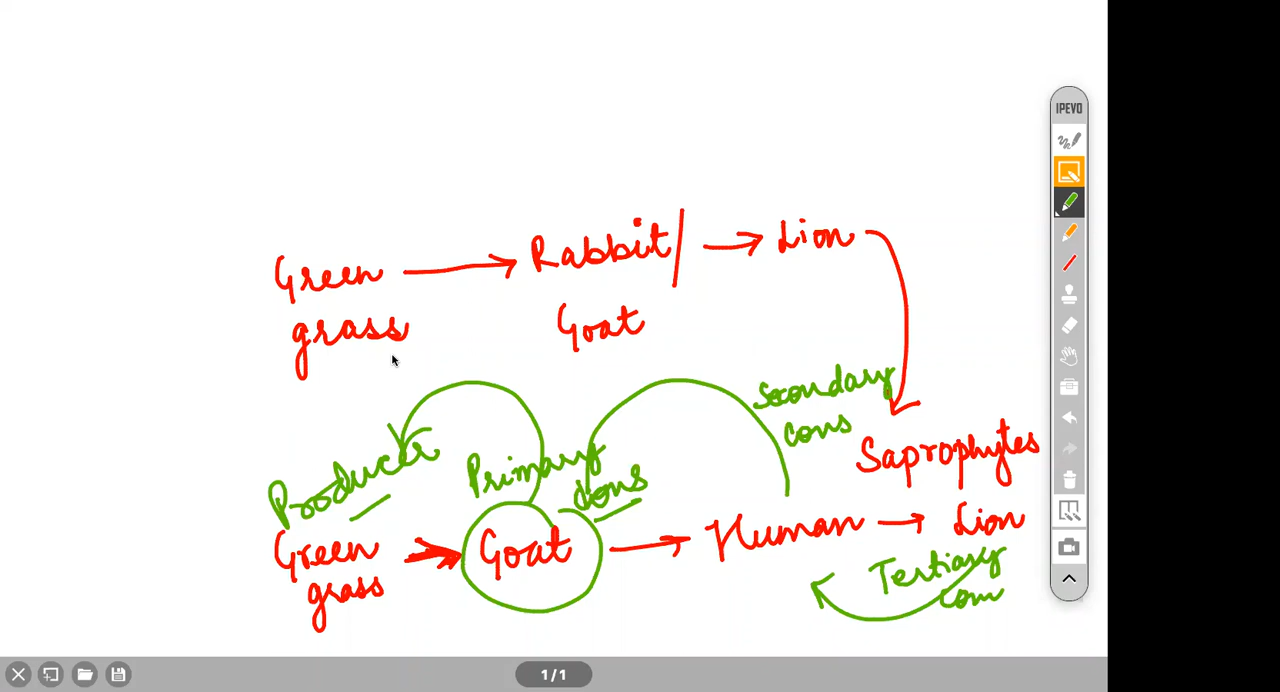 IPEVO
Green → Rabbit/ → Lion
grass Goat
Secondary
cons
Producer Primary
cons
Saprophytes
Green → Goat → Human → Lion
grass
Tertiary
com
1/1